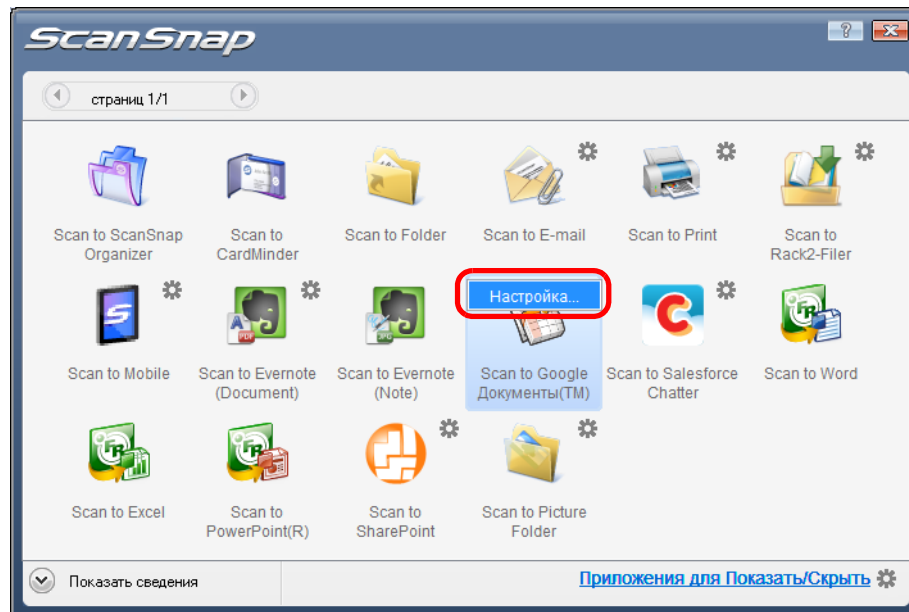 ScanSnap
?
страниц 1/1
Scan to ScanSnap Organizer
Scan to CardMinder
Scan to Folder
Scan to E-mail
Scan to Print
Scan to Rack2-Filer
Настройка...
Scan to Mobile
Scan to Evernote (Document)
Scan to Evernote (Note)
Scan to Google Документы(TM)
Scan to Salesforce Chatter
Scan to Word
Scan to Excel
Scan to PowerPoint(R)
Scan to SharePoint
Scan to Picture Folder
Показать сведения
Приложения для Показать/Скрыть